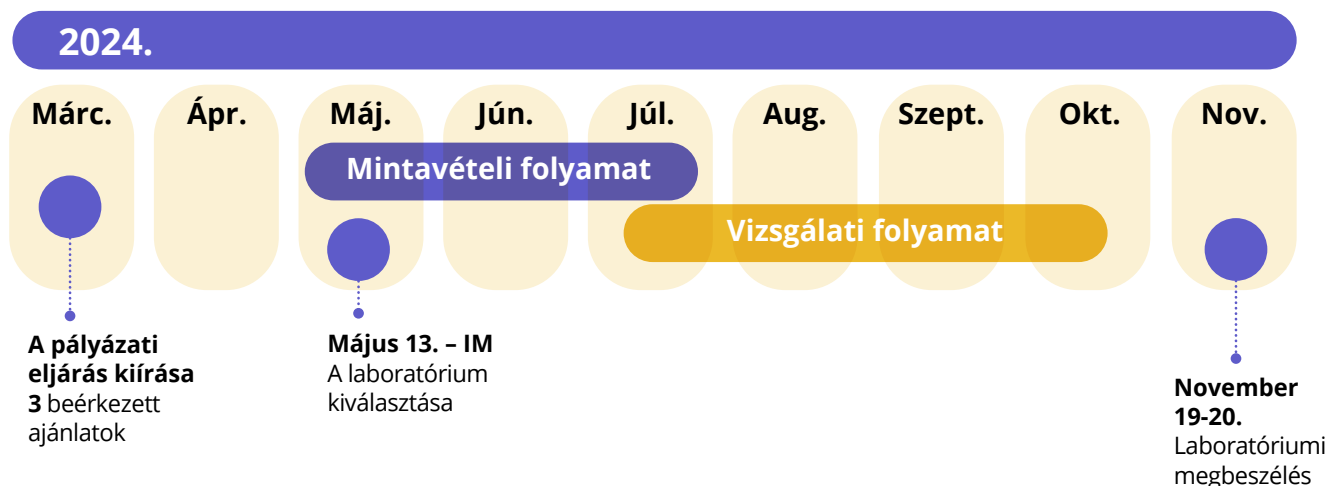 2024.
Márc.
Ápr.
Máj.
Jún.
Júl.
Aug.
Szept.
Okt.
Nov.
Mintavételi folyamat
Vizsgálati folyamat
A pályázati
eljárás kiírása
3 beérkezett
ajánlatok
Május 13. – IM
A laboratórium
kiválasztása
November
19-20.
Laboratóriumi
megbeszélés